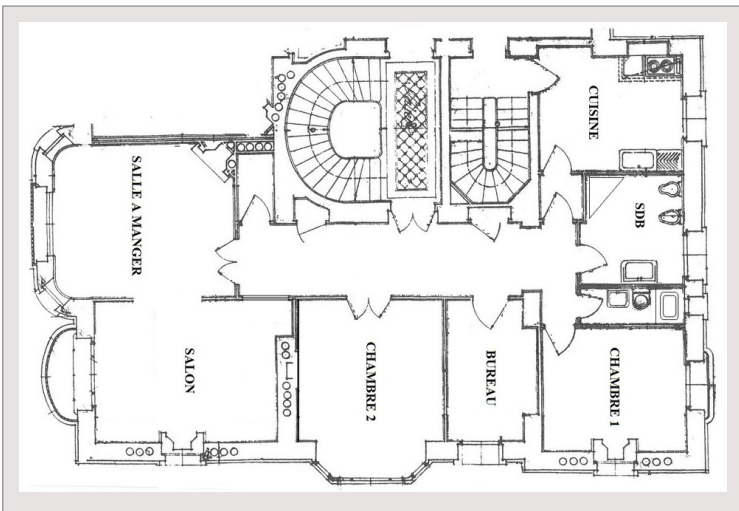 CUISINE
SALLE A MANGER
SDB
SALON
CHAMBRE 2
BUREAU
CHAMBRE 1